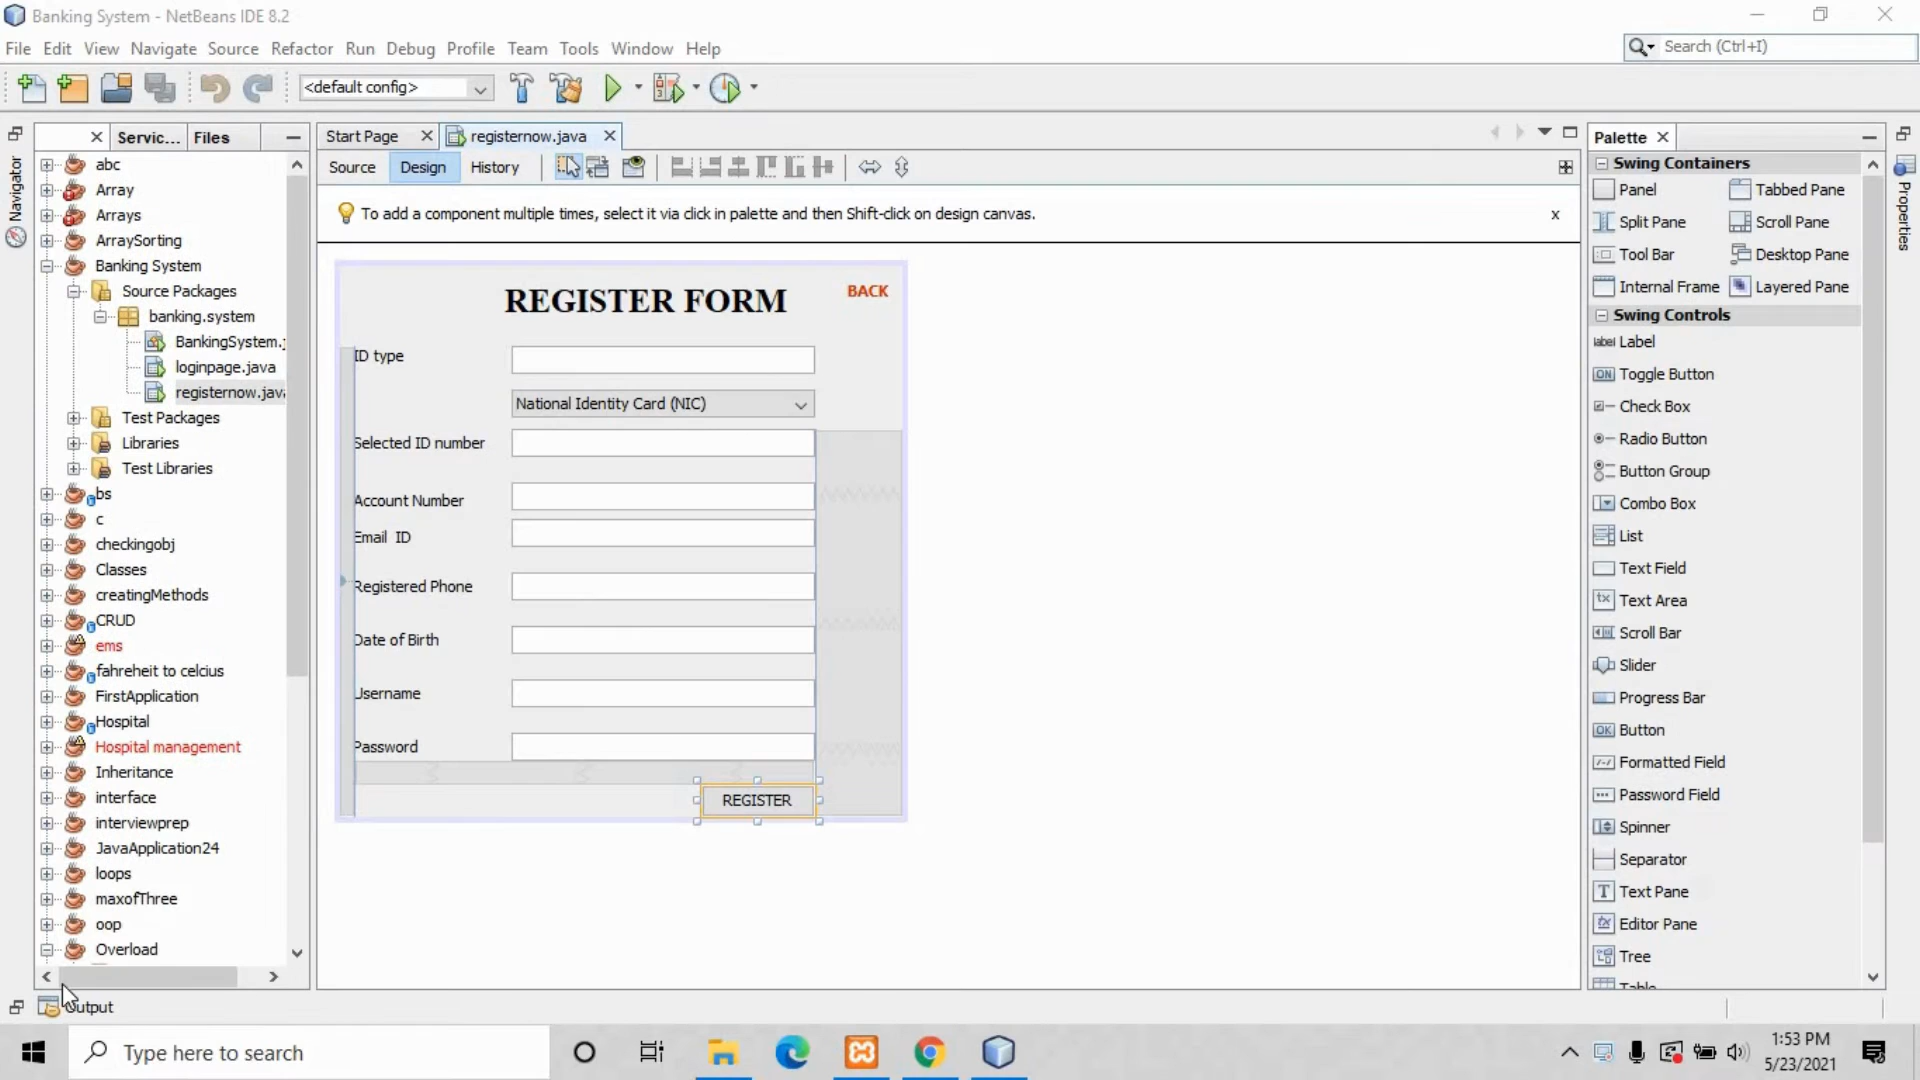 Banking System - NetBeans IDE 8.2
File Edit View Navigate Source Refactor Run Debug Profile Team Tools Window Help
Search (Ctrl+I)
<default config>
Servic... Files
Start Page registernow.java
Palette
Source Design History
Navigator
Properties
To add a component multiple times, select it via click in palette and then Shift-click on design canvas.
x
abc
Array
Arrays
ArraySorting
Banking System
Source Packages
banking.system
BankingSystem.j
loginpage.java
registernow.java
Test Packages
Libraries
Test Libraries
bs
c
checkingobj
Classes
creatingMethods
CRUD
ems
fahreheit to celcius
FirstApplication
Hospital
Hospital management
Inheritance
interface
interviewprep
JavaApplication24
loops
maxofThree
oop
Overload
REGISTER FORM
BACK
ID type
National Identity Card (NIC)
Selected ID number
Account Number
Email ID
Registered Phone
Date of Birth
Username
Password
REGISTER
Swing Containers
Panel Tabbed Pane
Split Pane Scroll Pane
Tool Bar Desktop Pane
Internal Frame Layered Pane
Swing Controls
label Label
ON Toggle Button
Check Box
Radio Button
Button Group
Combo Box
List
Text Field
tx Text Area
Scroll Bar
Slider
Progress Bar
OK Button
Formatted Field
Password Field
Spinner
Separator
T Text Pane
Editor Pane
Tree
Table
Output
Type here to search
1:53 PM
5/23/2021